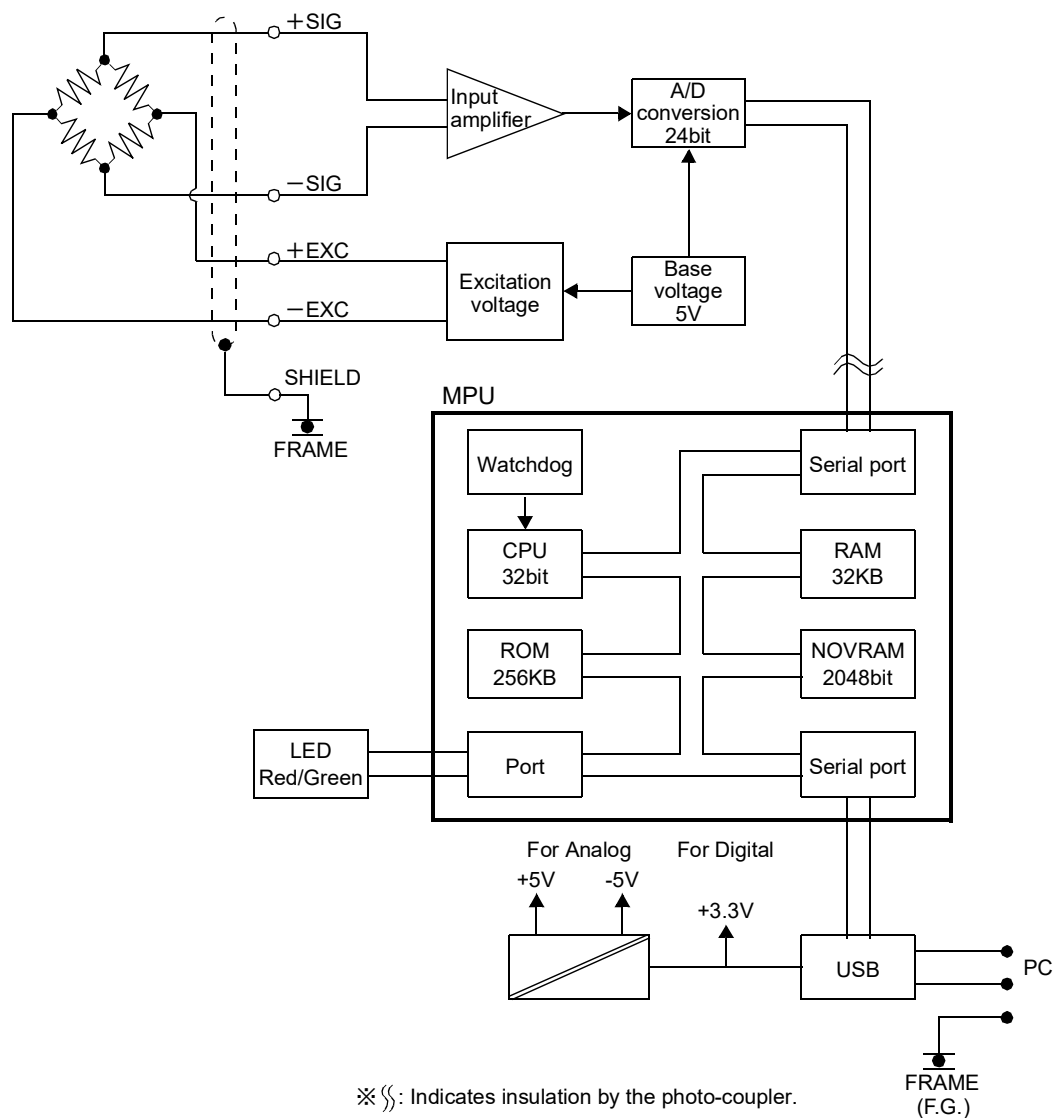 +SIG
Input
amplifier
A/D
conversion
24bit
−SIG
+EXC
Excitation
voltage
Base
voltage
5V
−EXC
SHIELD
FRAME
MPU
Watchdog
Serial port
CPU
32bit
RAM
32KB
ROM
256KB
NOVRAM
2048bit
LED
Red/Green
Port
Serial port
For Analog
For Digital
+5V
-5V
+3.3V
USB
PC
FRAME
(F.G.)
※ : Indicates insulation by the photo-coupler.